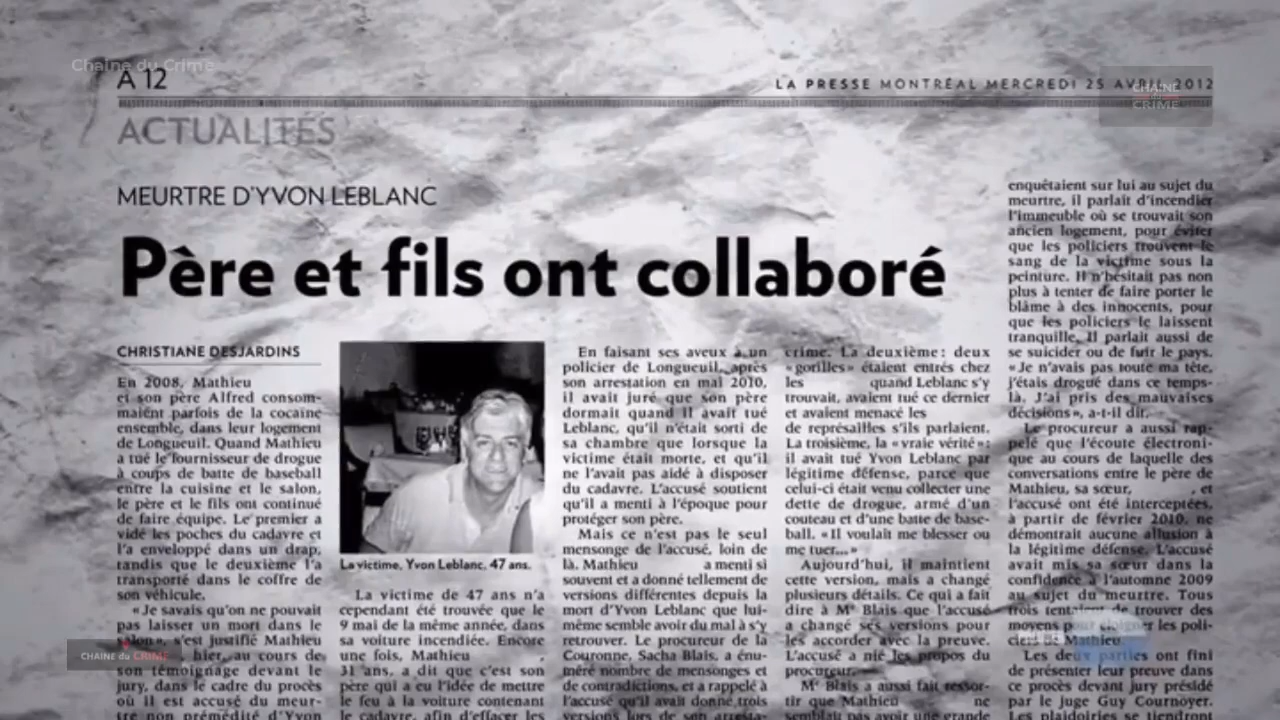 Chaîne du Crime
A 12
LA PRESSE MONTRÉAL MERCREDI 25 AVRIL 2012
CHAÎNE
du
CRIME
ACTUALITÉS
MEURTRE D'YVON LEBLANC
Père et fils ont collaboré
CHRISTIANE DESJARDINS
En 2008, Mathieu
et son père Alfred consom-
maient parfois de la cocaïne
ensemble, dans leur logement
de Longueuil. Quand Mathieu
a tué le fournisseur de drogue
à coups de batte de baseball
entre la cuisine et le salon,
le père et le fils ont continué
de faire équipe. Le premier a
vidé les poches du cadavre et
l'a enveloppé dans un drap,
tandis que le deuxième l'a
transporté dans le coffre de
son véhicule.
«Je savais qu'on ne pouvait
pas laisser un mort dans le
salon», s'est justifié Mathieu
, hier, au cours de
son témoignage devant le
jury, dans le cadre du procès
où il est accusé du meur-
tre non prémédité d'Yvon
La victime, Yvon Leblanc, 47 ans.
La victime de 47 ans n'a
cependant été trouvée que le
9 mai de la même année, dans
sa voiture incendiée. Encore
une fois, Mathieu ,
31 ans, a dit que c'est son
père qui a eu l'idée de mettre
le feu à la voiture contenant
le cadavre, afin d'effacer les
En faisant ses aveux à un
policier de Longueuil, après
son arrestation en mai 2010,
il avait juré que son père
dormait quand il avait tué
Leblanc, qu'il n'était sorti de
sa chambre que lorsque la
victime était morte, et qu'il
ne l'avait pas aidé à disposer
du cadavre. L'accusé soutient
qu'il a menti à l'époque pour
protéger son père.
Mais ce n'est pas le seul
mensonge de l'accusé, loin de
là. Mathieu a menti si
souvent et a donné tellement de
versions différentes depuis la
mort d'Yvon Leblanc que lui-
même semble avoir du mal à s'y
retrouver. Le procureur de la
Couronne, Sacha Blais, a énu-
méré nombre de mensonges et
de contradictions, et a rappelé à
l'accusé qu'il avait donné trois
versions lors de son arresta-
crime. La deuxième: deux
«gorilles» étaient entrés chez
les quand Leblanc s'y
trouvait, avaient tué ce dernier
et avaient menacé les
de représailles s'ils parlaient.
La troisième, la «vraie vérité»:
il avait tué Yvon Leblanc par
légitime défense, parce que
celui-ci était venu collecter une
dette de drogue, armé d'un
couteau et d'une batte de base-
ball. «Il voulait me blesser ou
me tuer...»
Aujourd'hui, il maintient
cette version, mais a changé
plusieurs détails. Ce qui a fait
dire à Me Blais que l'accusé
a changé ses versions pour
les accorder avec la preuve.
L'accusé a nié les propos du
procureur.
Me Blais a aussi fait ressor-
tir que Mathieu ne
semblait pas avoir une grande
enquêtaient sur lui au sujet du
meurtre, il parlait d'incendier
l'immeuble où se trouvait son
ancien logement, pour éviter
que les policiers trouvent le
sang de la victime sous la
peinture. Il n'hésitait pas non
plus à tenter de faire porter le
blâme à des innocents, pour
que les policiers le laissent
tranquille. Il parlait aussi de
se suicider ou de fuir le pays.
«Je n'avais pas toute ma tête,
j'étais drogué dans ce temps-
là. J'ai pris des mauvaises
décisions», a-t-il dit.
Le procureur a aussi rap-
pelé que l'écoute électroni-
que au cours de laquelle des
conversations entre le père de
Mathieu, sa sœur, , et
l'accusé ont été interceptées,
à partir de février 2010, ne
démontrait aucune allusion à
la légitime défense. L'accusé
avait mis sa sœur dans la
confidence à l'automne 2009
au sujet du meurtre. Tous
trois tentaient de trouver des
moyens pour éloigner les poli-
ciers de Mathieu.
Les deux parties ont fini
de présenter leur preuve dans
ce procès devant jury présidé
par le juge Guy Cournoyer.
Les plaidoiries se feront
CHAÎNE du CRIME